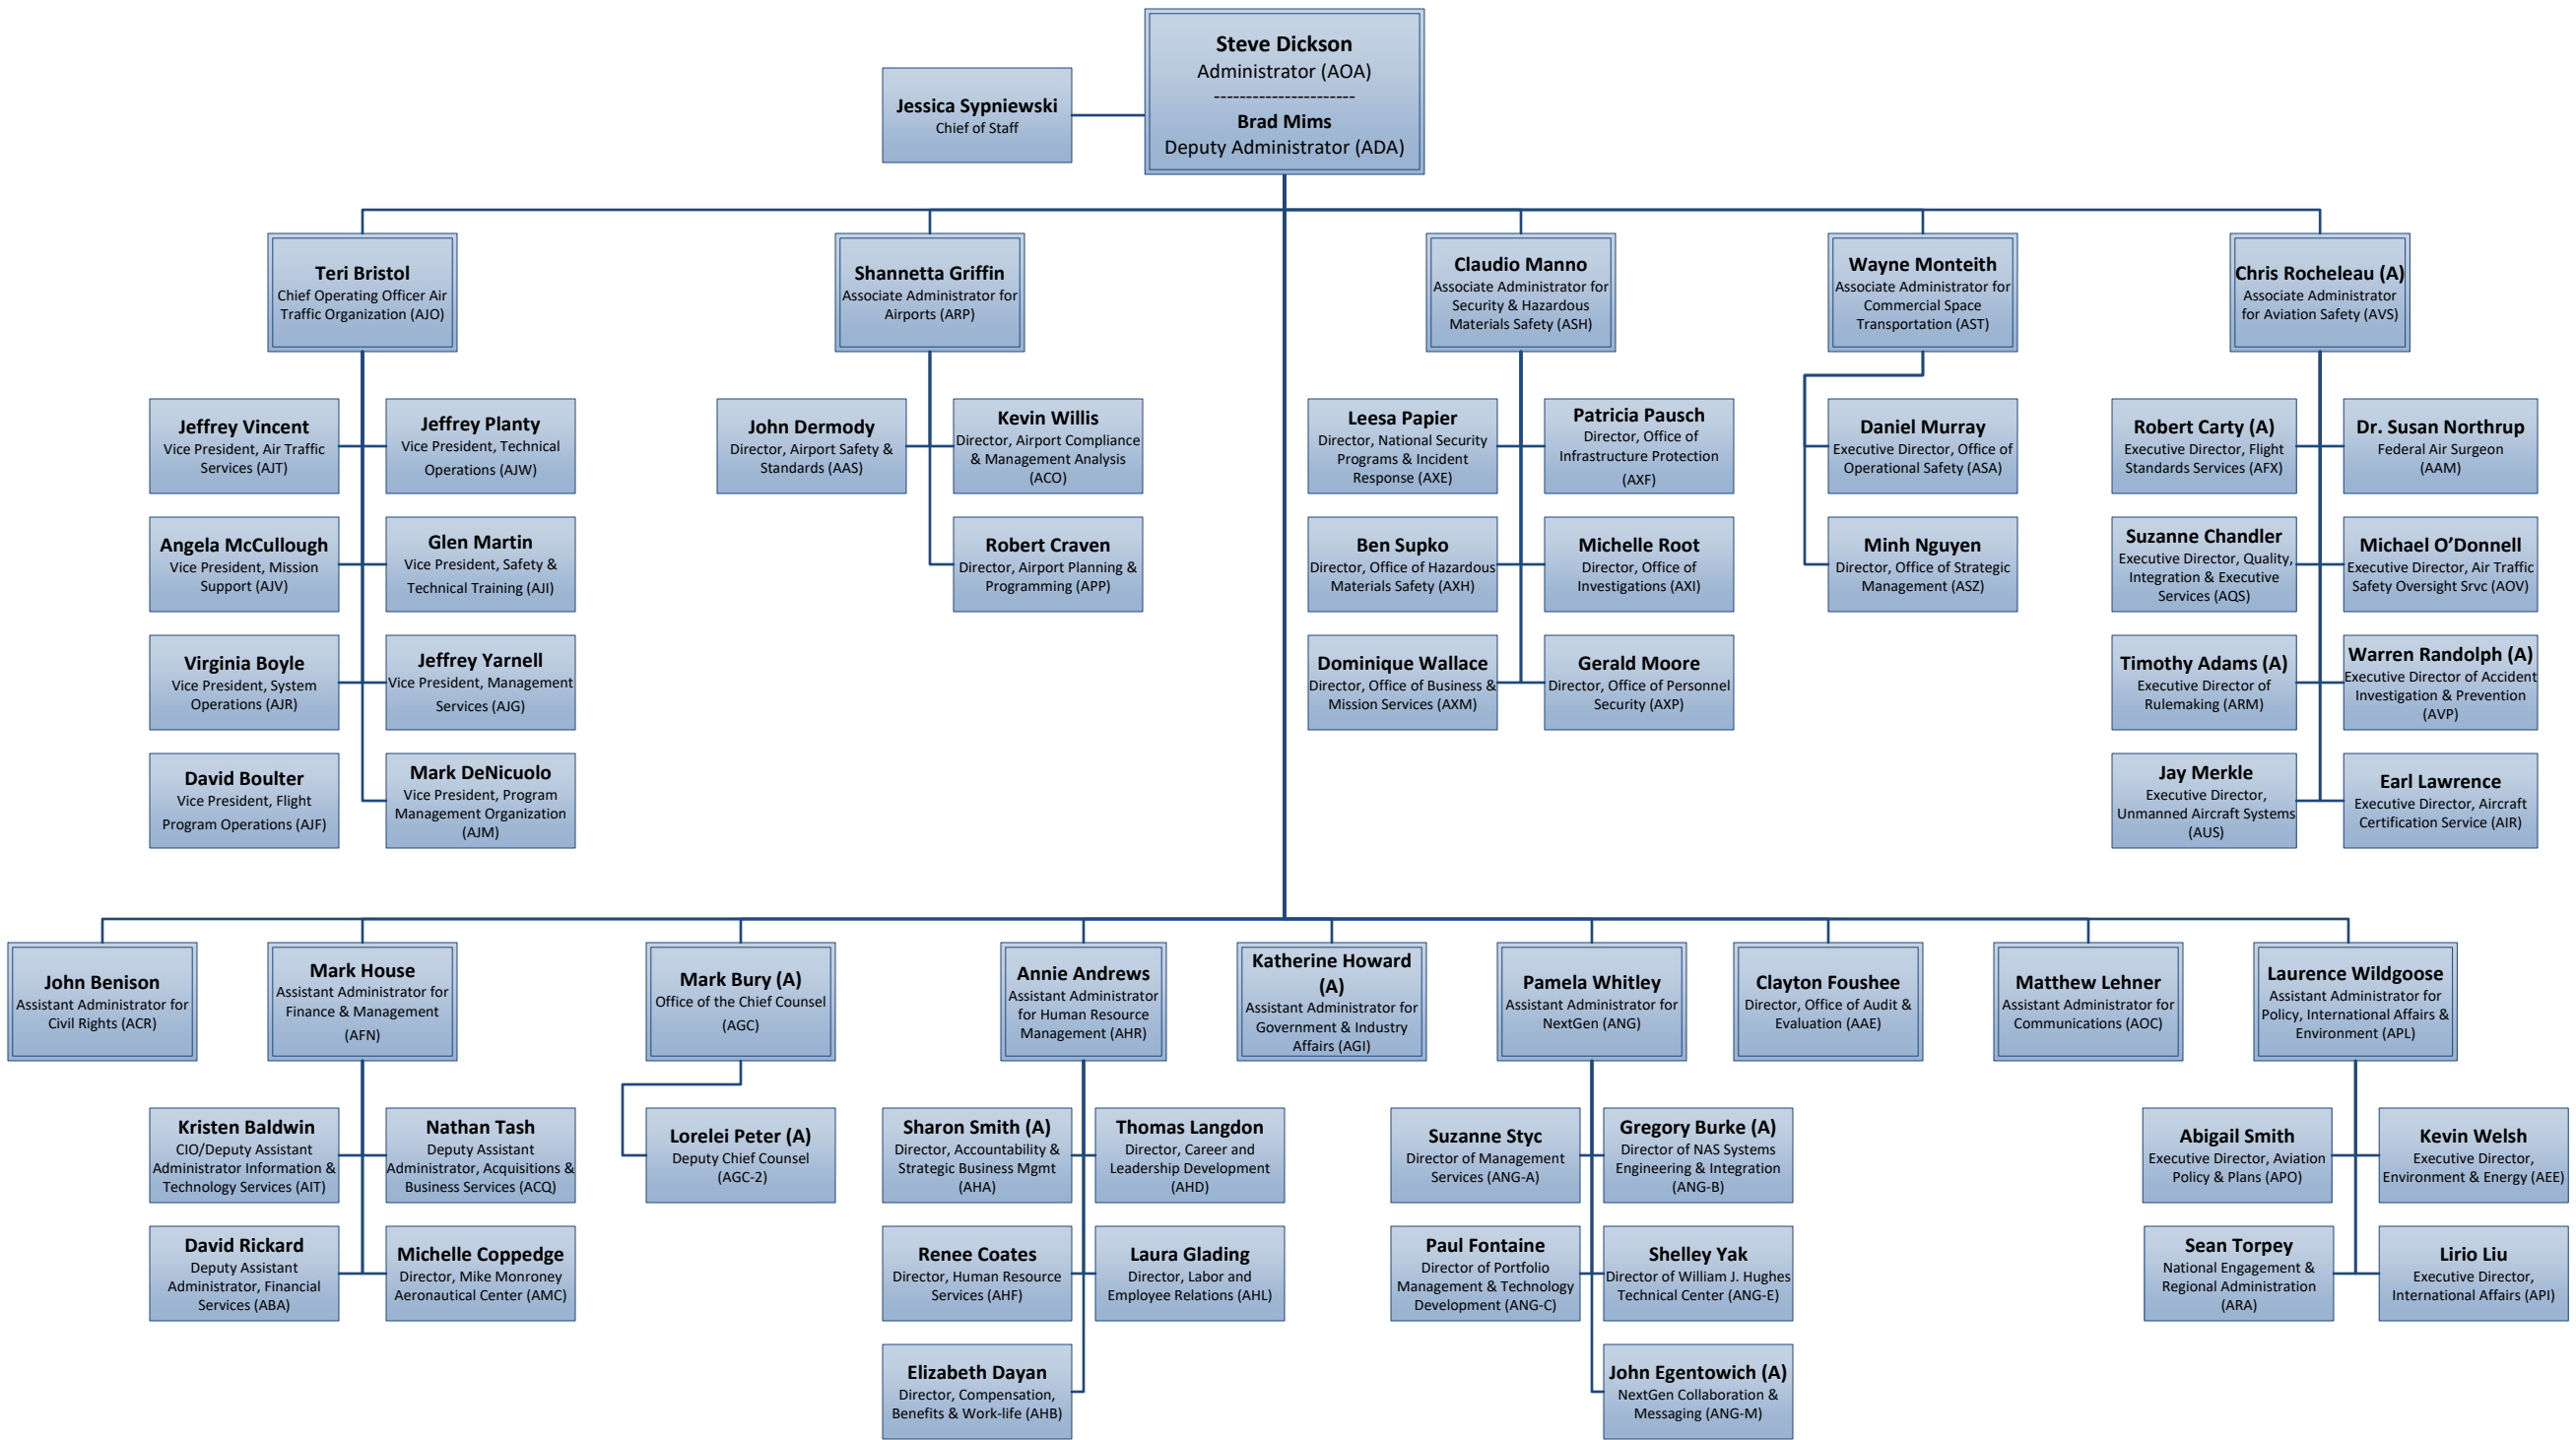 Steve Dickson
Administrator (AOA)
----------------------
Brad Mims
Deputy Administrator (ADA)
Jessica Sypniewski
Chief of Staff
Teri Bristol
Chief Operating Officer Air
Traffic Organization (AJO)
Shannetta Griffin
Associate Administrator for
Airports (ARP)
Claudio Manno
Associate Administrator for
Security & Hazardous
Materials Safety (ASH)
Wayne Monteith
Associate Administrator for
Commercial Space
Transportation (AST)
Chris Rocheleau (A)
Associate Administrator
for Aviation Safety (AVS)
Jeffrey Vincent
Vice President, Air Traffic
Services (AJT)
Jeffrey Planty
Vice President, Technical
Operations (AJW)
John Dermody
Director, Airport Safety &
Standards (AAS)
Kevin Willis
Director, Airport Compliance
& Management Analysis
(ACO)
Leesa Papier
Director, National Security
Programs & Incident
Response (AXE)
Patricia Pausch
Director, Office of
Infrastructure Protection
(AXF)
Daniel Murray
Executive Director, Office of
Operational Safety (ASA)
Robert Carty (A)
Executive Director, Flight
Standards Services (AFX)
Dr. Susan Northrup
Federal Air Surgeon
(AAM)
Angela McCullough
Vice President, Mission
Support (AJV)
Glen Martin
Vice President, Safety &
Technical Training (AJI)
Robert Craven
Director, Airport Planning &
Programming (APP)
Ben Supko
Director, Office of Hazardous
Materials Safety (AXH)
Michelle Root
Director, Office of
Investigations (AXI)
Minh Nguyen
Director, Office of Strategic
Management (ASZ)
Suzanne Chandler
Executive Director, Quality,
Integration & Executive
Services (AQS)
Michael O’Donnell
Executive Director, Air Traffic
Safety Oversight Srvc (AOV)
Virginia Boyle
Vice President, System
Operations (AJR)
Jeffrey Yarnell
Vice President, Management
Services (AJG)
Dominique Wallace
Director, Office of Business &
Mission Services (AXM)
Gerald Moore
Director, Office of Personnel
Security (AXP)
Timothy Adams (A)
Executive Director of
Rulemaking (ARM)
Warren Randolph (A)
Executive Director of Accident
Investigation & Prevention
(AVP)
David Boulter
Vice President, Flight
Program Operations (AJF)
Mark DeNicuolo
Vice President, Program
Management Organization
(AJM)
Jay Merkle
Executive Director,
Unmanned Aircraft Systems
(AUS)
Earl Lawrence
Executive Director, Aircraft
Certification Service (AIR)
John Benison
Assistant Administrator for
Civil Rights (ACR)
Mark House
Assistant Administrator for
Finance & Management
(AFN)
Mark Bury (A)
Office of the Chief Counsel
(AGC)
Annie Andrews
Assistant Administrator
for Human Resource
Management (AHR)
Katherine Howard
(A)
Assistant Administrator for
Government & Industry
Affairs (AGI)
Pamela Whitley
Assistant Administrator for
NextGen (ANG)
Clayton Foushee
Director, Office of Audit &
Evaluation (AAE)
Matthew Lehner
Assistant Administrator for
Communications (AOC)
Laurence Wildgoose
Assistant Administrator for
Policy, International Affairs &
Environment (APL)
Kristen Baldwin
CIO/Deputy Assistant
Administrator Information &
Technology Services (AIT)
Nathan Tash
Deputy Assistant
Administrator, Acquisitions &
Business Services (ACQ)
Lorelei Peter (A)
Deputy Chief Counsel
(AGC-2)
Sharon Smith (A)
Director, Accountability &
Strategic Business Mgmt
(AHA)
Thomas Langdon
Director, Career and
Leadership Development
(AHD)
Suzanne Styc
Director of Management
Services (ANG-A)
Gregory Burke (A)
Director of NAS Systems
Engineering & Integration
(ANG-B)
Abigail Smith
Executive Director, Aviation
Policy & Plans (APO)
Kevin Welsh
Executive Director,
Environment & Energy (AEE)
David Rickard
Deputy Assistant
Administrator, Financial
Services (ABA)
Michelle Coppedge
Director, Mike Monroney
Aeronautical Center (AMC)
Renee Coates
Director, Human Resource
Services (AHF)
Laura Glading
Director, Labor and
Employee Relations (AHL)
Paul Fontaine
Director of Portfolio
Management & Technology
Development (ANG-C)
Shelley Yak
Director of William J. Hughes
Technical Center (ANG-E)
Sean Torpey
National Engagement &
Regional Administration
(ARA)
Lirio Liu
Executive Director,
International Affairs (API)
Elizabeth Dayan
Director, Compensation,
Benefits & Work-life (AHB)
John Egentowich (A)
NextGen Collaboration &
Messaging (ANG-M)